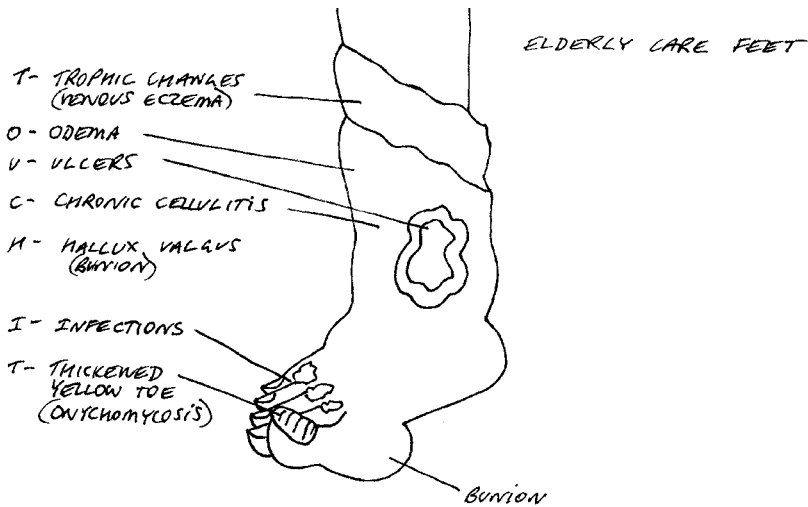 ELDERLY CARE FEET
T- TROPHIC CHANGES
(VENOUS ECZEMA)
O- ODEMA
U- ULCERS
C- CHRONIC CELLULITIS
H- HALLUX VALGUS
(BUNION)
I- INFECTIONS
T- THICKENED
YELLOW TOE
(ONYCHOMYCOSIS)
BUNION